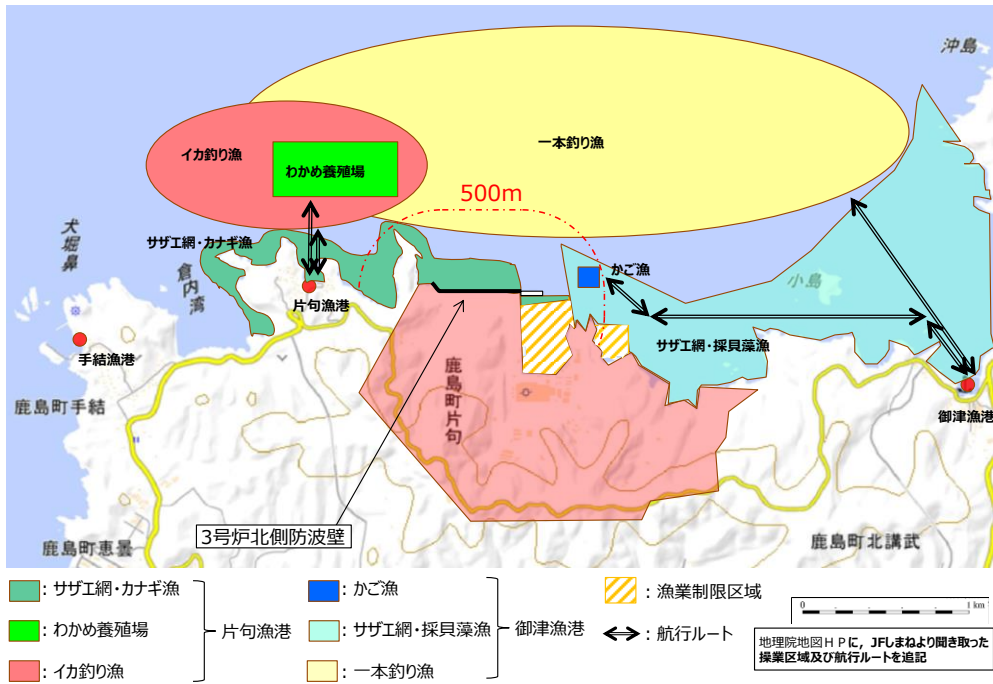 沖島
一本釣り漁
イカ釣り漁
わかめ養殖場
500m
犬堀鼻
倉内湾
サザエ網・カナギ漁
かご漁
小島
片句漁港
手結漁港
サザエ網・採貝藻漁
鹿島町片句
鹿島町手結
御津漁港
3号炉北側防波壁
鹿島町恵曇
鹿島町北講武
：サザエ網・カナギ漁
：わかめ養殖場
：イカ釣り漁
片句漁港
：かご漁
：サザエ網・採貝藻漁
：一本釣り漁
御津漁港
：漁業制限区域
：航行ルート
0 1 km
地理院地図ＨＰに，JFしまねより聞き取った
操業区域及び航行ルートを追記